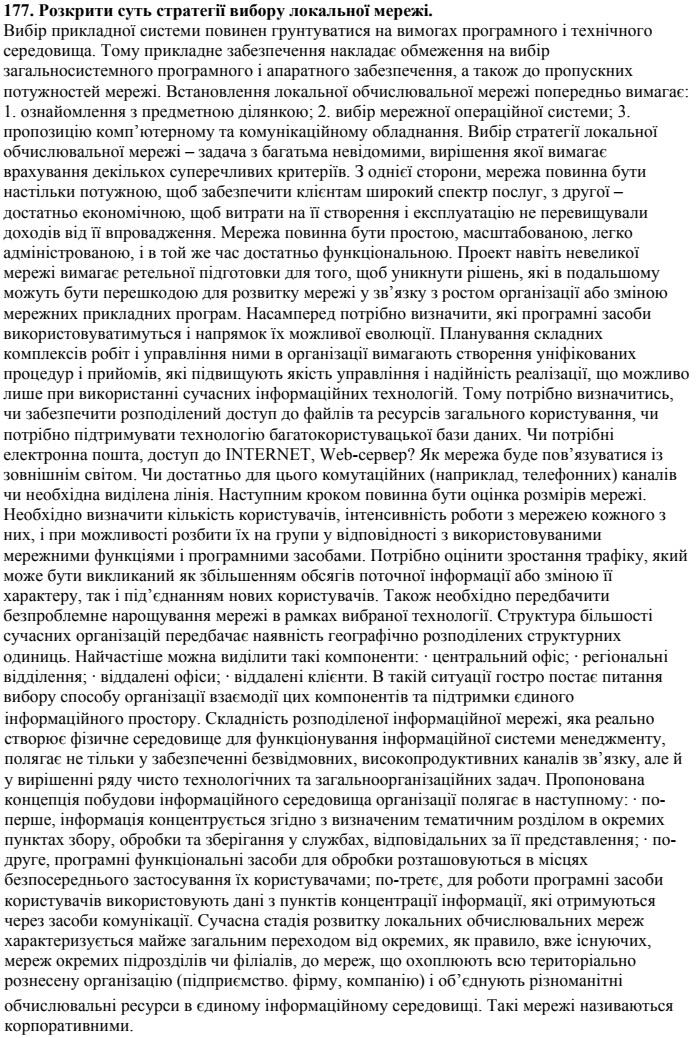 177. Розкрити суть стратегії вибору локальної мережі.
Вибір прикладної системи повинен грунтуватися на вимогах програмного і технічного
середовища. Тому прикладне забезпечення накладає обмеження на вибір
загальносистемного програмного і апаратного забезпечення, а також до пропускних
потужностей мережі. Встановлення локальної обчислювальної мережі попередньо вимагає:
1. ознайомлення з предметною ділянкою; 2. вибір мережної операційної системи; 3.
пропозицію комп’ютерному та комунікаційному обладнання. Вибір стратегії локальної
обчислювальної мережі – задача з багатьма невідомими, вирішення якої вимагає
врахування декількох суперечливих критеріїв. З однієї сторони, мережа повинна бути
настільки потужною, щоб забезпечити клієнтам широкий спектр послуг, з другої –
достатньо економічною, щоб витрати на її створення і експлуатацію не перевищували
доходів від її впровадження. Мережа повинна бути простою, масштабованою, легко
адміністрованою, і в той же час достатньо функціональною. Проект навіть невеликої
мережі вимагає ретельної підготовки для того, щоб уникнути рішень, які в подальшому
можуть бути перешкодою для розвитку мережі у зв’язку з ростом організації або зміною
мережних прикладних програм. Насамперед потрібно визначити, які програмні засоби
використовуватимуться і напрямок їх можливої еволюції. Планування складних
комплексів робіт і управління ними в організації вимагають створення уніфікованих
процедур і прийомів, які підвищують якість управління і надійність реалізації, що можливо
лише при використанні сучасних інформаційних технологій. Тому потрібно визначитись,
чи забезпечити розподілений доступ до файлів та ресурсів загального користування, чи
потрібно підтримувати технологію багатокористувацької бази даних. Чи потрібні
електронна пошта, доступ до INTERNET, Web-сервер? Як мережа буде пов’язуватися із
зовнішнім світом. Чи достатньо для цього комутаційних (наприклад, телефонних) каналів
чи необхідна виділена лінія. Наступним кроком повинна бути оцінка розмірів мережі.
Необхідно визначити кількість користувачів, інтенсивність роботи з мережею кожного з
них, і при можливості розбити їх на групи у відповідності з використовуваними
мережними функціями і програмними засобами. Потрібно оцінити зростання трафіку, який
може бути викликаний як збільшенням обсягів поточної інформації або зміною її
характеру, так і під’єднанням нових користувачів. Також необхідно передбачити
безпроблемне нарощування мережі в рамках вибраної технології. Структура більшості
сучасних організацій передбачає наявність географічно розподілених структурних
одиниць. Найчастіше можна виділити такі компоненти: · центральний офіс; · регіональні
відділення; · віддалені офіси; · віддалені клієнти. В такій ситуації гостро постає питання
вибору способу організації взаємодії цих компонентів та підтримки єдиного
інформаційного простору. Складність розподіленої інформаційної мережі, яка реально
створює фізичне середовище для функціонування інформаційної системи менеджменту,
полягає не тільки у забезпеченні безвідмовних, високопродуктивних каналів зв’язку, але й
у вирішенні ряду чисто технологічних та загальноорганізаційних задач. Пропонована
концепція побудови інформаційного середовища організації полягає в наступному: · по-
перше, інформація концентрується згідно з визначеним тематичним розділом в окремих
пунктах збору, обробки та зберігання у службах, відповідальних за її представлення; · по-
друге, програмні функціональні засоби для обробки розташовуються в місцях
безпосереднього застосування їх користувачами; по-третє, для роботи програмні засоби
користувачів використовують дані з пунктів концентрації інформації, які отримуються
через засоби комунікації. Сучасна стадія розвитку локальних обчислювальних мереж
характеризується майже загальним переходом від окремих, як правило, вже існуючих,
мереж окремих підрозділів чи філіалів, до мереж, що охоплюють всю територіально
рознесену організацію (підприємство. фірму, компанію) і об’єднують різноманітні
обчислювальні ресурси в єдиному інформаційному середовищі. Такі мережі називаються
корпоративними.